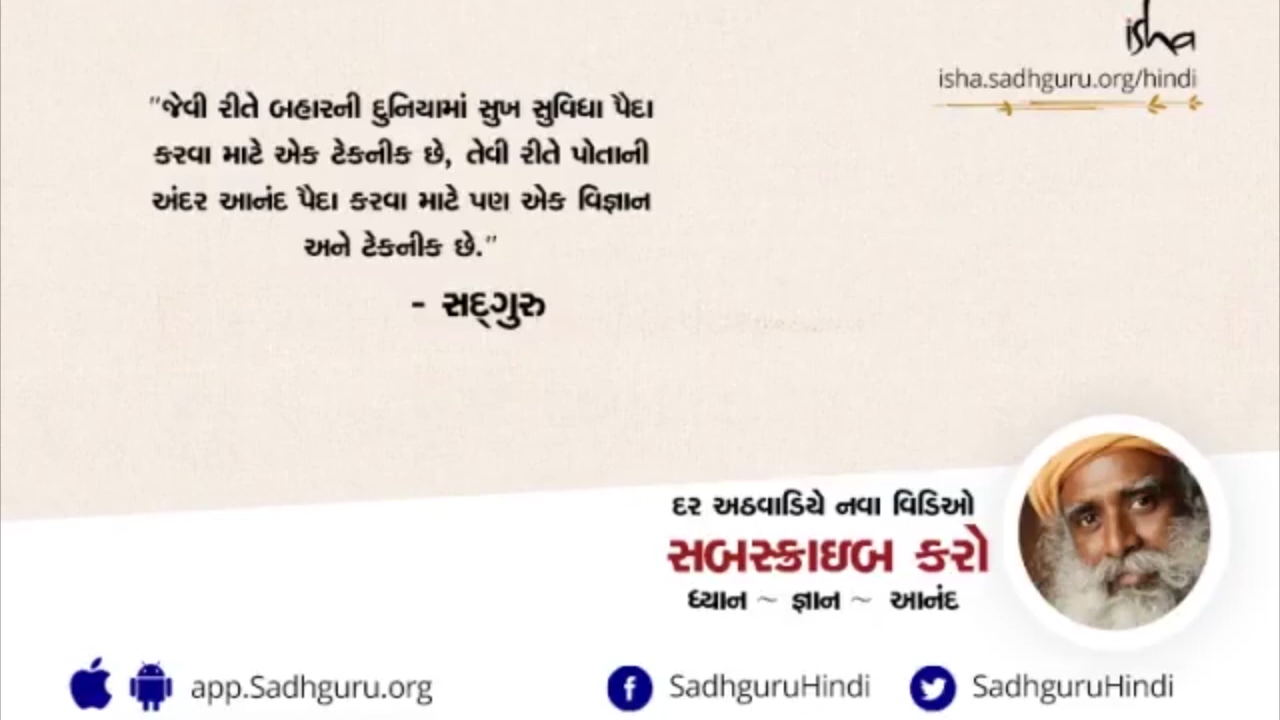 isha
isha.sadhguru.org/hindi
"જેવી રીતે બહારની દુનિયામાં સુખ સુવિધા પૈદા
કરવા માટે એક ટેકનીક છે, તેવી રીતે પોતાની
અંદર આનંદ પૈદા કરવા માટે પણ એક વિજ્ઞાન
અને ટેકનીક છે."
- સદ્‌ગુરુ
દર અઠવાડિયે નવા વિડિઓ
સબસ્ક્રાઇબ કરો
ધ્યાન ~ જ્ઞાન ~ આનંદ
app.Sadhguru.org
SadhguruHindi
SadhguruHindi